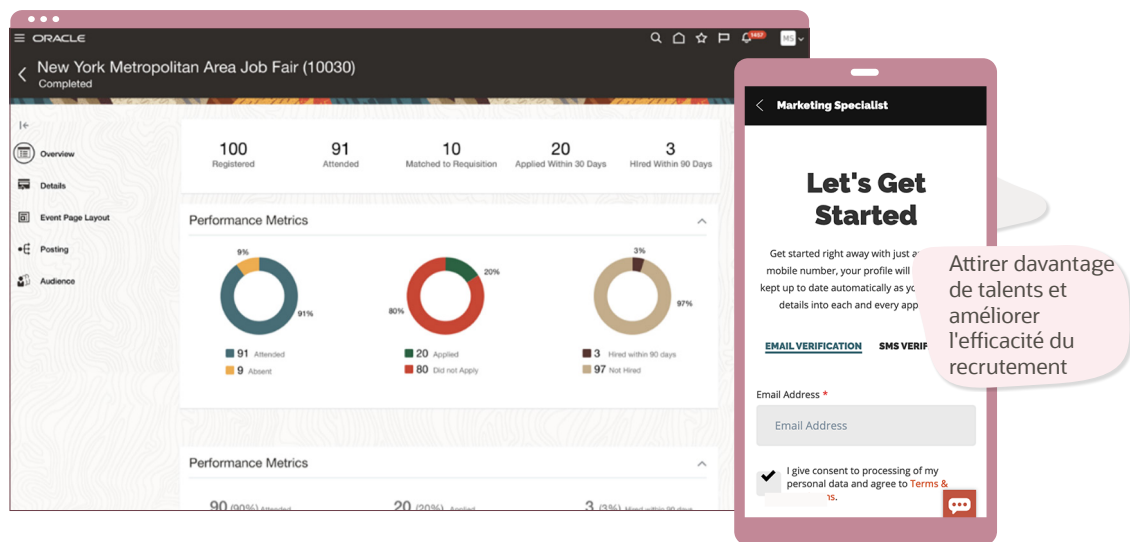 ORACLE
1457
MS
New York Metropolitan Area Job Fair (10030)
Completed
Overview
Details
Event Page Layout
Posting
Audience
100
Registered
91
Attended
10
Matched to Requisition
20
Applied Within 30 Days
3
Hired Within 90 Days
Performance Metrics
9%
91%
91 Attended
9 Absent
20%
80%
20 Applied
80 Did not Apply
3%
97%
3 Hired within 90 days
97 Not Hired
Performance Metrics
90 (90%) Attended
20 (20%) Applied
3 (3%) Hired within 90 days
Marketing Specialist
Let's Get
Started
Get started right away with just
mobile number, your profile will
kept up to date automatically as
details into each and every
EMAIL VERIFICATION
SMS
Email Address *
Email Address
I give consent to processing of my
personal data and agree to Terms &
Attirer davantage
de talents et
améliorer
l'efficacité du
recrutement